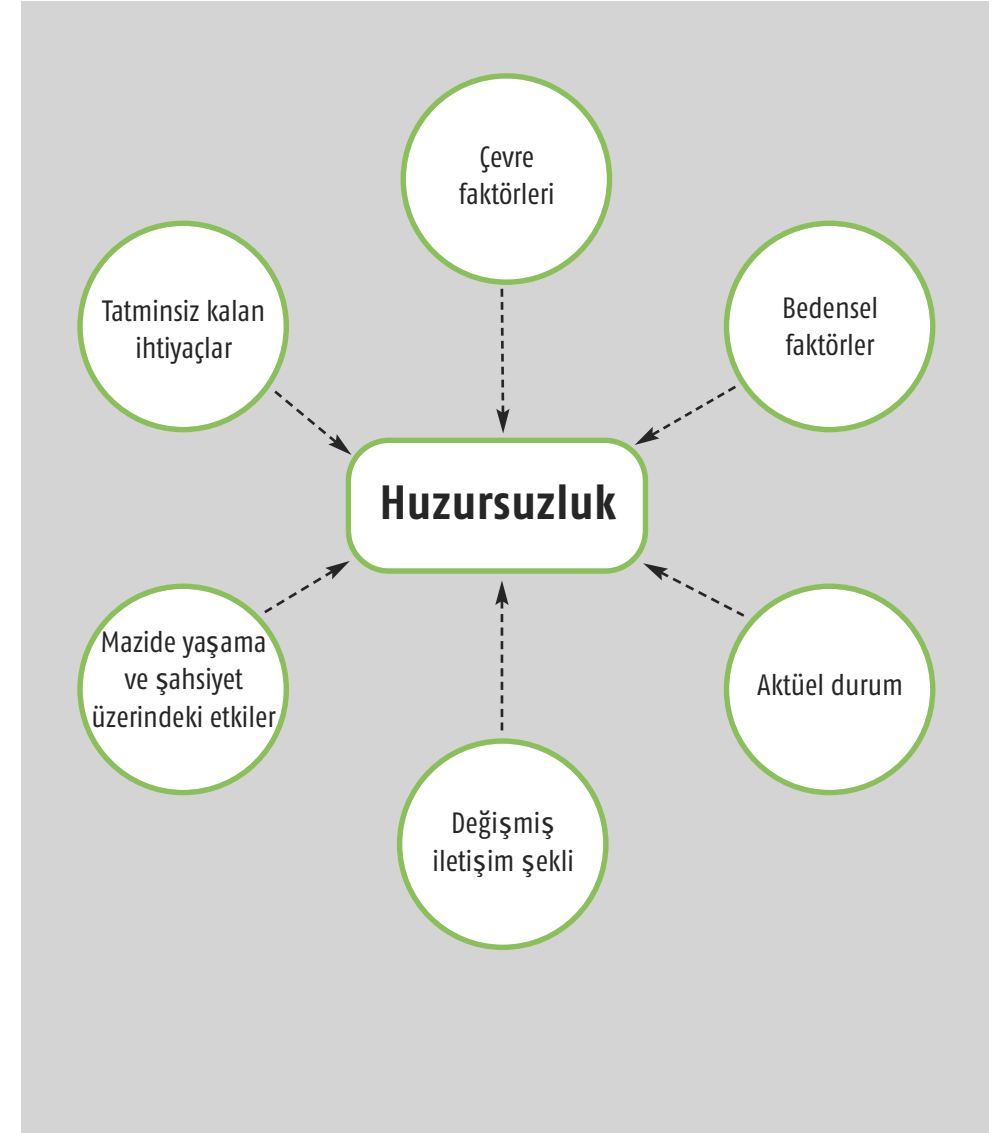 Çevre
faktörleri
Tatminsiz kalan
ihtiyaçlar
Bedensel
faktörler
Huzursuzluk
Mazide yaşama
ve şahsiyet
üzerindeki etkiler
Aktüel durum
Değişmiş
iletişim şekli